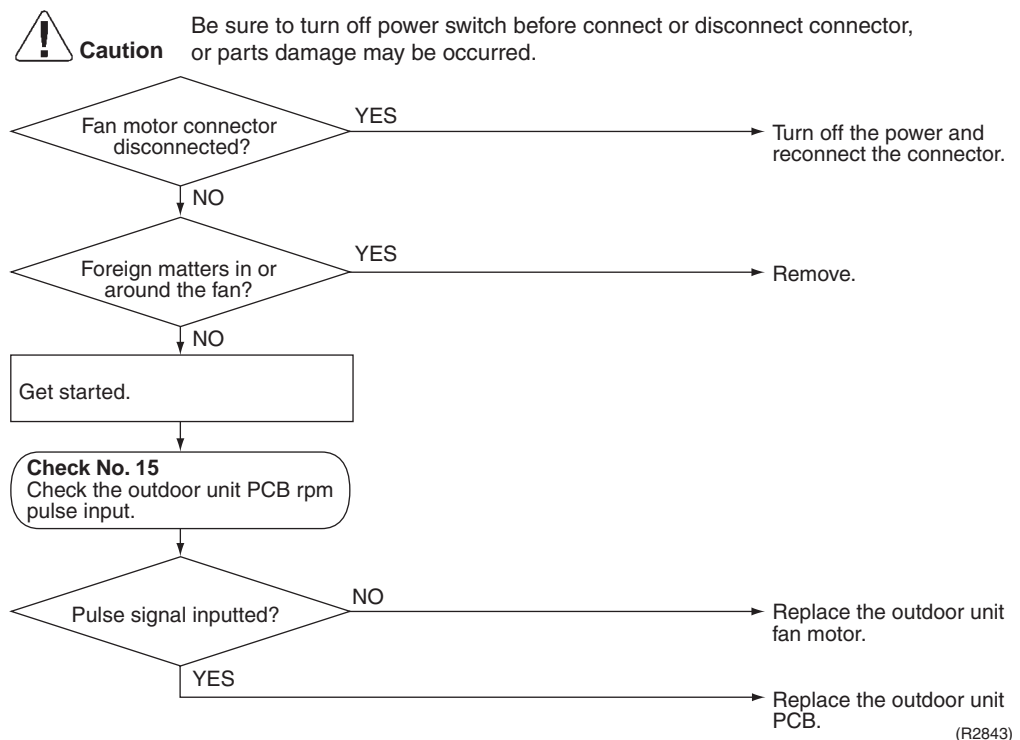 Caution
Be sure to turn off power switch before connect or disconnect connector,
or parts damage may be occurred.
Fan motor connector
disconnected?
YES
Turn off the power and
reconnect the connector.
NO
Foreign matters in or
around the fan?
YES
Remove.
NO
Get started.
Check No. 15
Check the outdoor unit PCB rpm
pulse input.
Pulse signal inputted?
NO
Replace the outdoor unit
fan motor.
YES
Replace the outdoor unit
PCB.
(R2843)